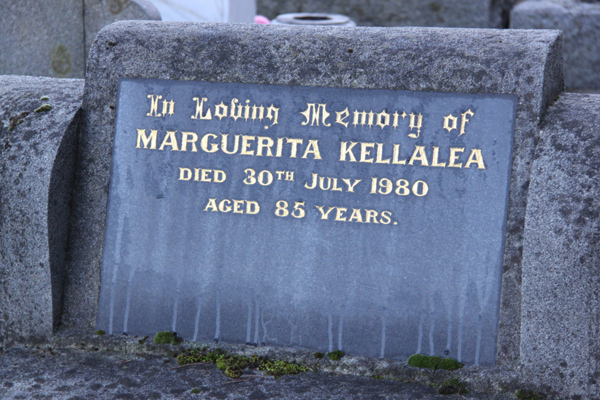 In Loving Memory of
MARGUERITA KELLALEA
DIED 30TH JULY 1980
AGED 85 YEARS.